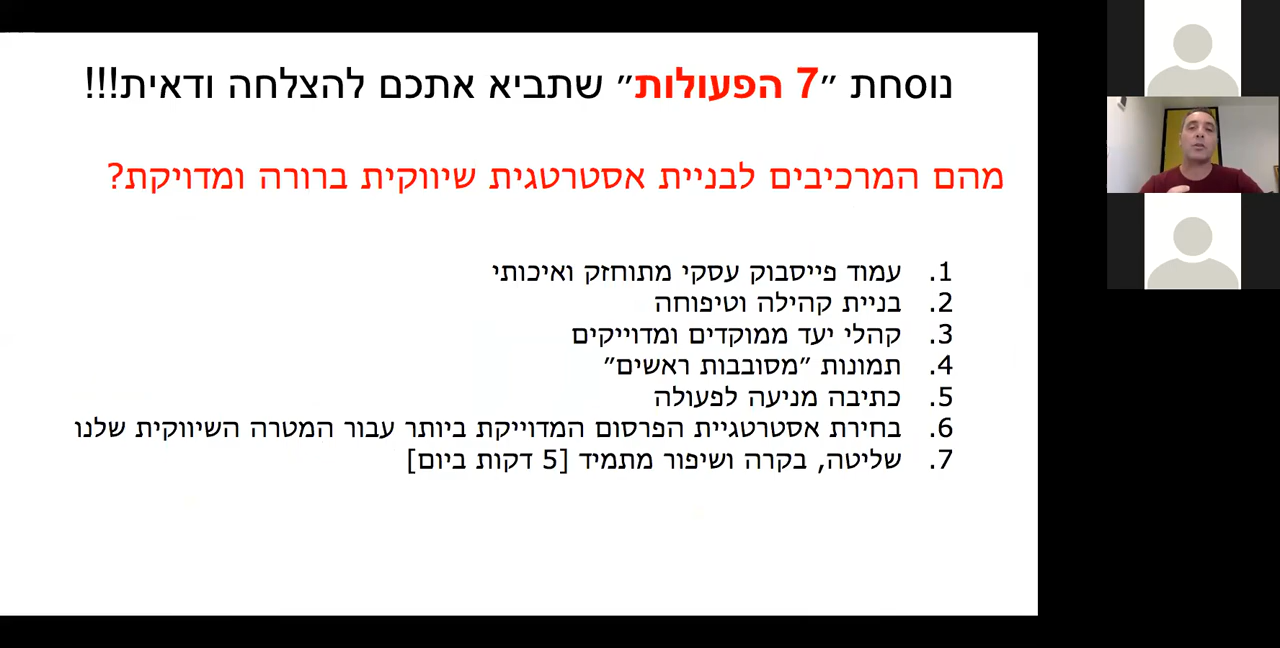 נוסחת ״7 הפעולות״ שתביא אתכם להצלחה ודאית!!!
מהם המרכיבים לבניית אסטרטגית שיווקית ברורה ומדויקת?
1. עמוד פייסבוק עסקי מתוחזק ואיכותי
2. בניית קהילה וטיפוחה
3. קהלי יעד ממוקדים ומדוייקים
4. תמונות ״מסובבות ראשים״
5. כתיבה מניעה לפעולה
6. בחירת אסטרטגיית הפרסום המדוייקת ביותר עבור המטרה השיווקית שלנו
7. שליטה, בקרה ושיפור מתמיד [5 דקות ביום]